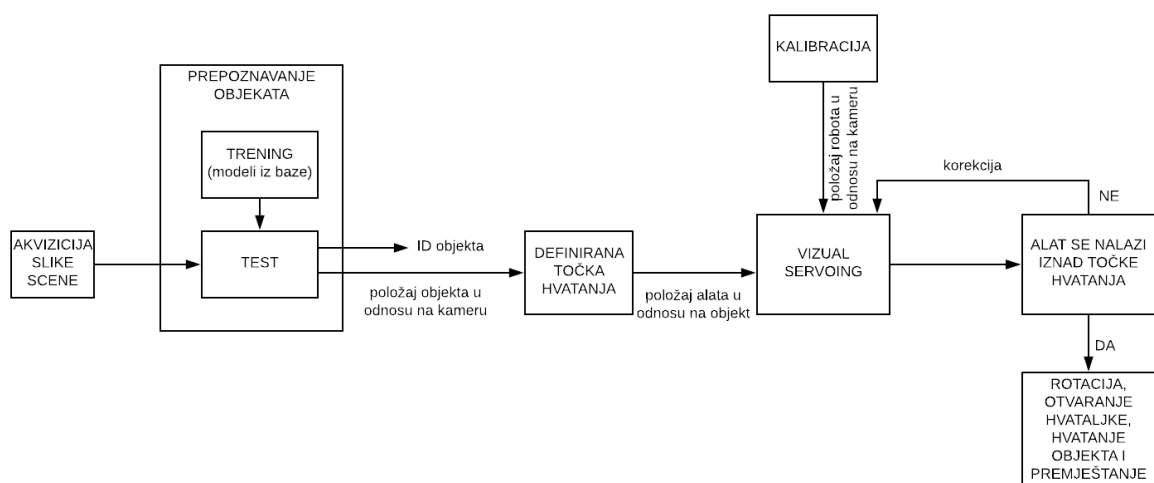 KALIBRACIJA
PREPOZNAVANJE
OBJEKATA
TRENING
(modeli iz baze)
položaj robota u
odnosu na kameru
korekcija
NE
AKVIZICIJA
SLIKE
SCENE
TEST
ID objekta
položaj objekta u
odnosu na kameru
DEFINIRANA
TOČKA
HVATANJA
položaj alata u
odnosu na objekt
VIZUAL
SERVOING
ALAT SE NALAZI
IZNAD TOČKE
HVATANJA
DA
ROTACIJA,
OTVARANJE
HVATALJKE,
HVATANJE
OBJEKTA I
PREMJEŠTANJE